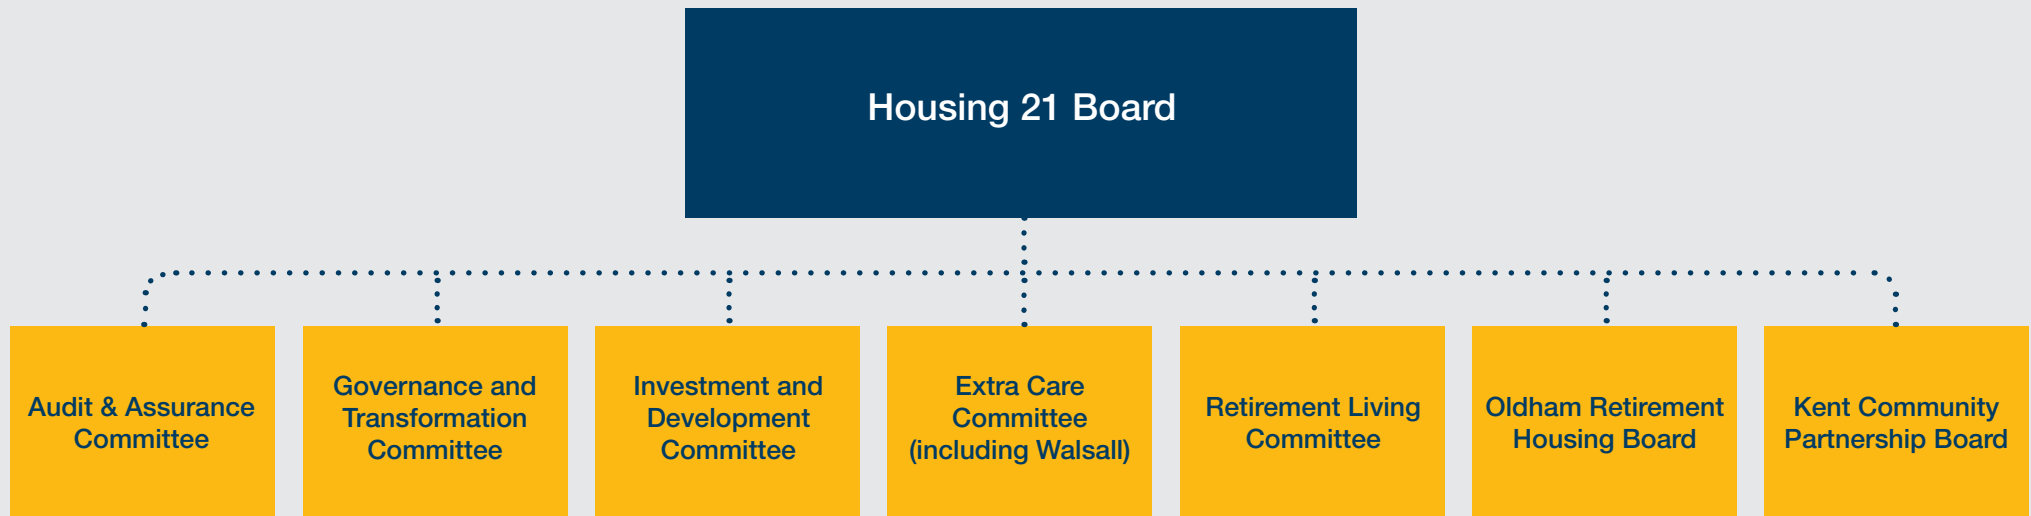 Housing 21 Board
Audit & Assurance
Committee
Governance and
Transformation
Committee
Investment and
Development
Committee
Extra Care
Committee
(including Walsall)
Retirement Living
Committee
Oldham Retirement
Housing Board
Kent Community
Partnership Board